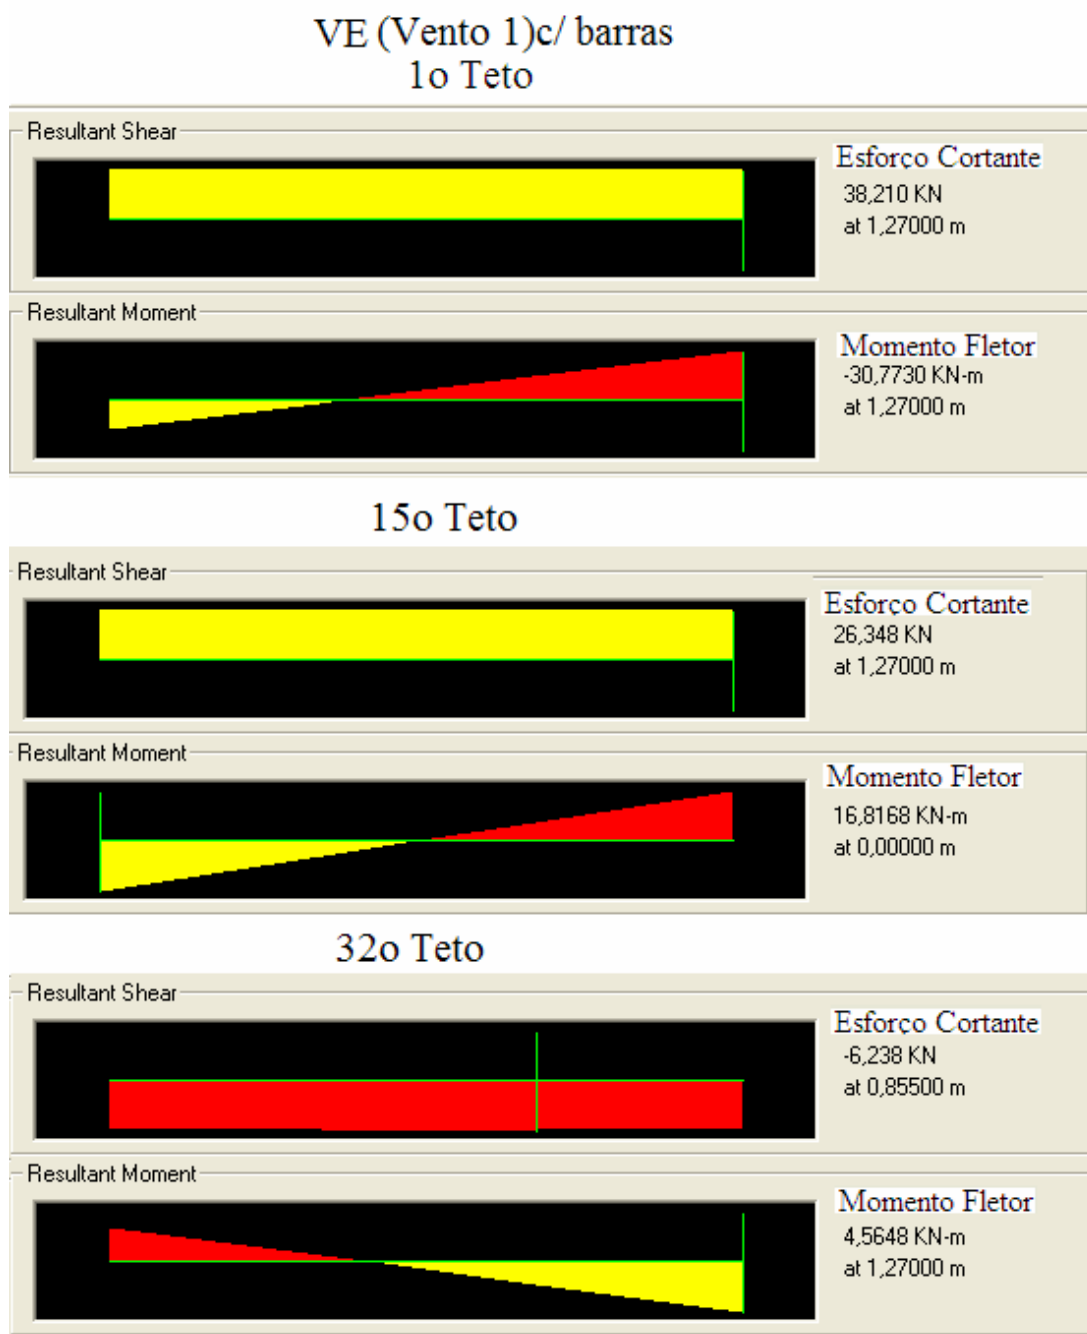 VE (Vento 1)c/ barras
1o Teto
Resultant Shear
Esforço Cortante
38,210 KN
at 1,27000 m
Resultant Moment
Momento Fletor
-30,7730 KN-m
at 1,27000 m
15o Teto
Resultant Shear
Esforço Cortante
26,348 KN
at 1,27000 m
Resultant Moment
Momento Fletor
16,8168 KN-m
at 0,00000 m
32o Teto
Resultant Shear
Esforço Cortante
-6,238 KN
at 0,85500 m
Resultant Moment
Momento Fletor
4,5648 KN-m
at 1,27000 m